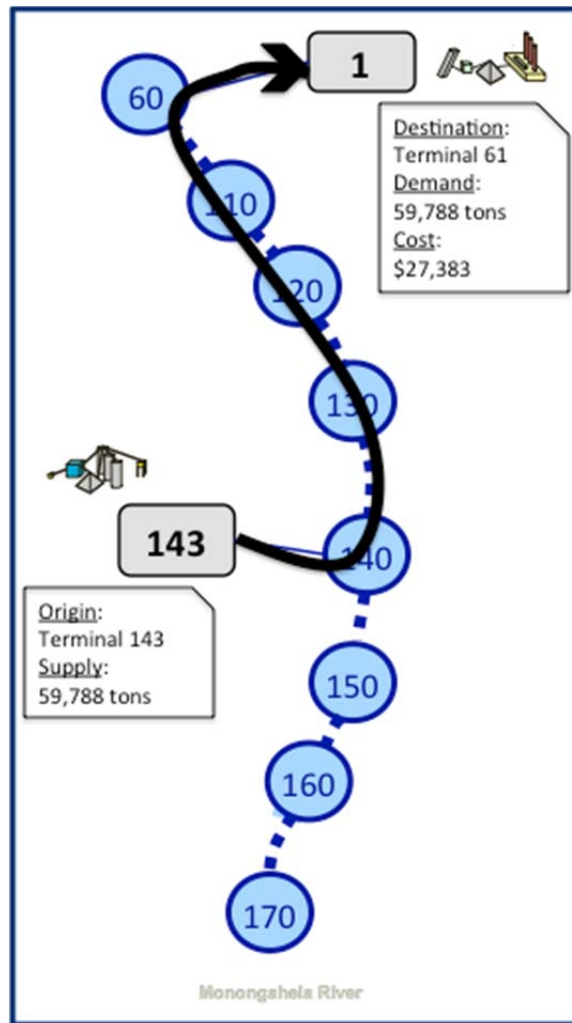 60
1
Destination:
Terminal 61
Demand:
59,788 tons
Cost:
$27,383
110
120
130
143
140
Origin:
Terminal 143
Supply:
59,788 tons
150
160
170
Monongahela River